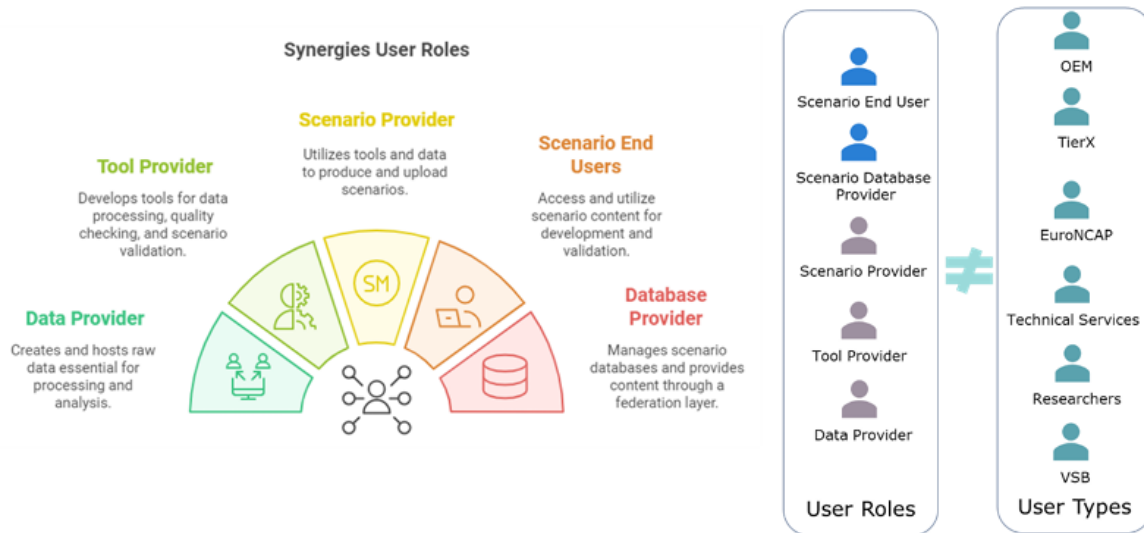 Synergies User Roles
Scenario Provider
Utilizes tools and data
to produce and upload
scenarios.
Tool Provider
Develops tools for data
processing, quality
checking, and scenario
validation.
Scenario End
Users
Access and utilize
scenario content for
development and
validation.
Data Provider
Creates and hosts raw
data essential for
processing and
analysis.
SM
Database
Provider
Manages scenario
databases and provides
content through a
federation layer.
Scenario End User
Scenario Database
Provider
Scenario Provider
Tool Provider
Data Provider
User Roles
≠
OEM
TierX
EuroNCAP
Technical Services
Researchers
VSB
User Types